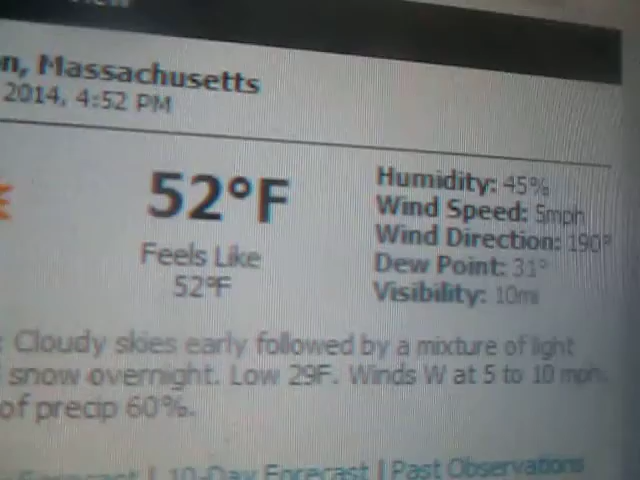 n, Massachusetts
2014, 4:52 PM
52°F
Feels Like
52°F
Humidity: 45%
Wind Speed: 5mph
Wind Direction: 190°
Dew Point: 31°
Visibility: 10mi
: Cloudy skies early followed by a mixture of light
snow overnight. Low 29F. Winds W at 5 to 10 mph.
of precip 60%.
Forecast | 10-Day Forecast | Past Observations